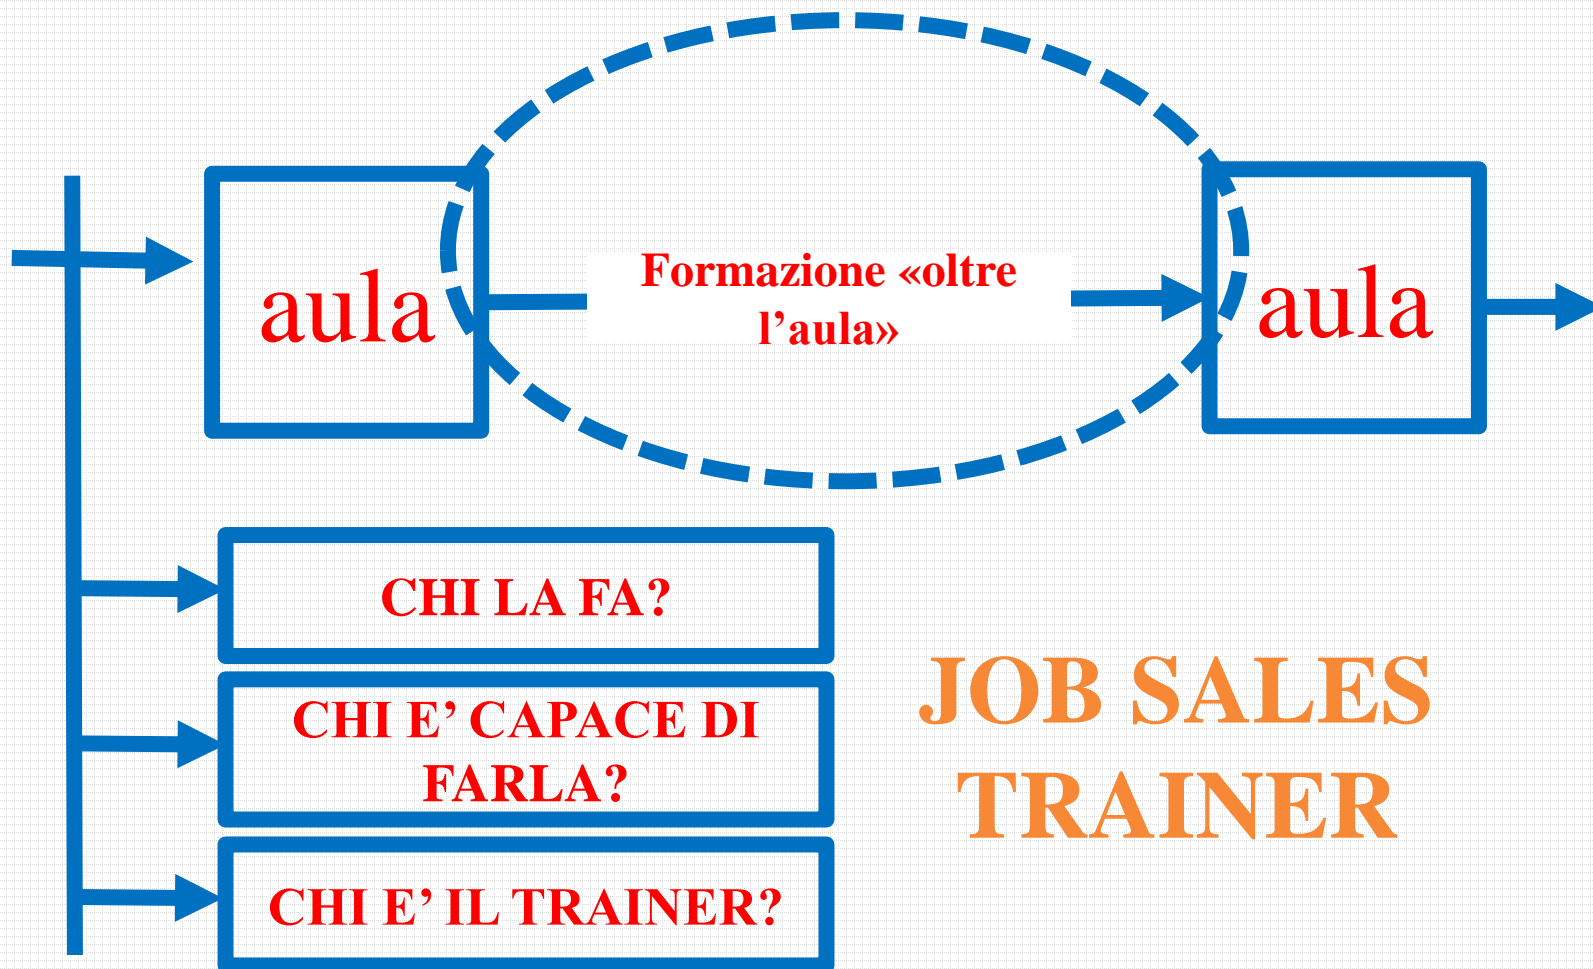 aula
Formazione «oltre
l’aula»
aula
CHI LA FA?
CHI E’ CAPACE DI
FARLA?
CHI E’ IL TRAINER?
JOB SALES
TRAINER